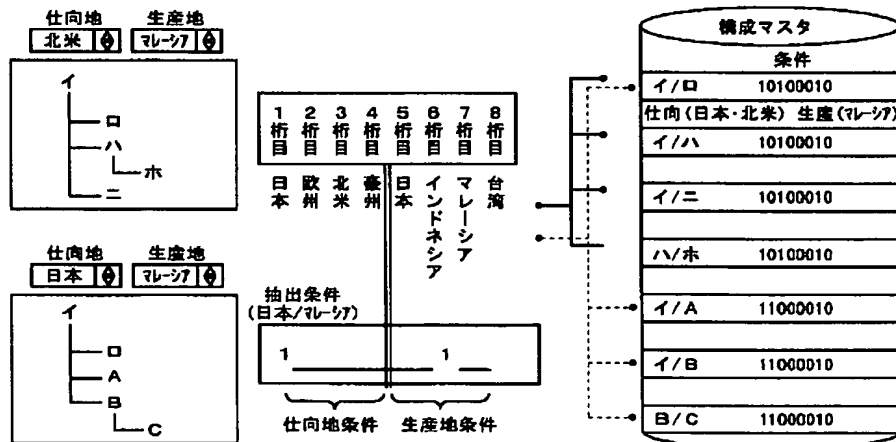 仕向地 生産地
北米 マレーシア
イ
ロ
ハ
ホ
ニ
仕向地 生産地
日本 マレーシア
イ
ロ
A
B
C
1桁目 2桁目 3桁目 4桁目 5桁目 6桁目 7桁目 8桁目
日本 欧州 北米 豪州 日本 インドネシア マレーシア 台湾
抽出条件
(日本/マレーシア)
1 1
仕向地条件 生産地条件
構成マスタ
条件
イ/ロ 10100010
仕向(日本・北米) 生産(マレーシア)
イ/ハ 10100010
イ/ニ 10100010
ハ/ホ 10100010
イ/A 11000010
イ/B 11000010
B/C 11000010